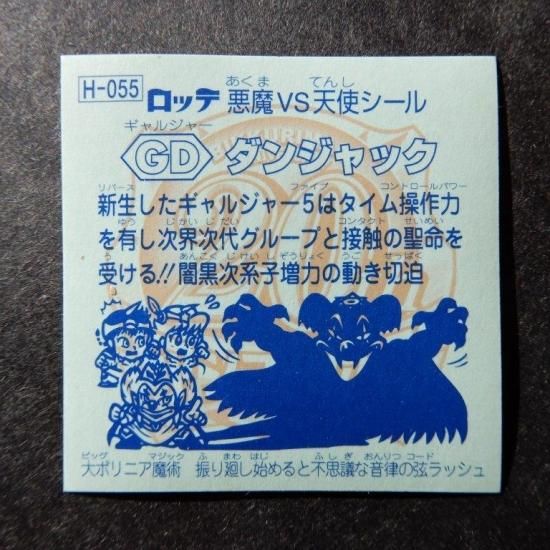 H-055 ロッテ 悪魔VS天使シール
あくま てんし
ギャルジャー
GD ダンジャック
リバース ファイブ コントロールパワー
新生したギャルジャー5はタイム操作力
ゆう じかい じだい コンタクト せいめい
を有し次界次代グループと接触の聖命を
う あんこく じけいし ぞうりょく うご せっぱく
受ける!!闇黒次系子増力の動き切迫
ビッグ マジック ふ まわ はじ ふしぎ おんりつ コード
大ポリニア魔術 振り廻し始めると不思議な音律の弦ラッシュ